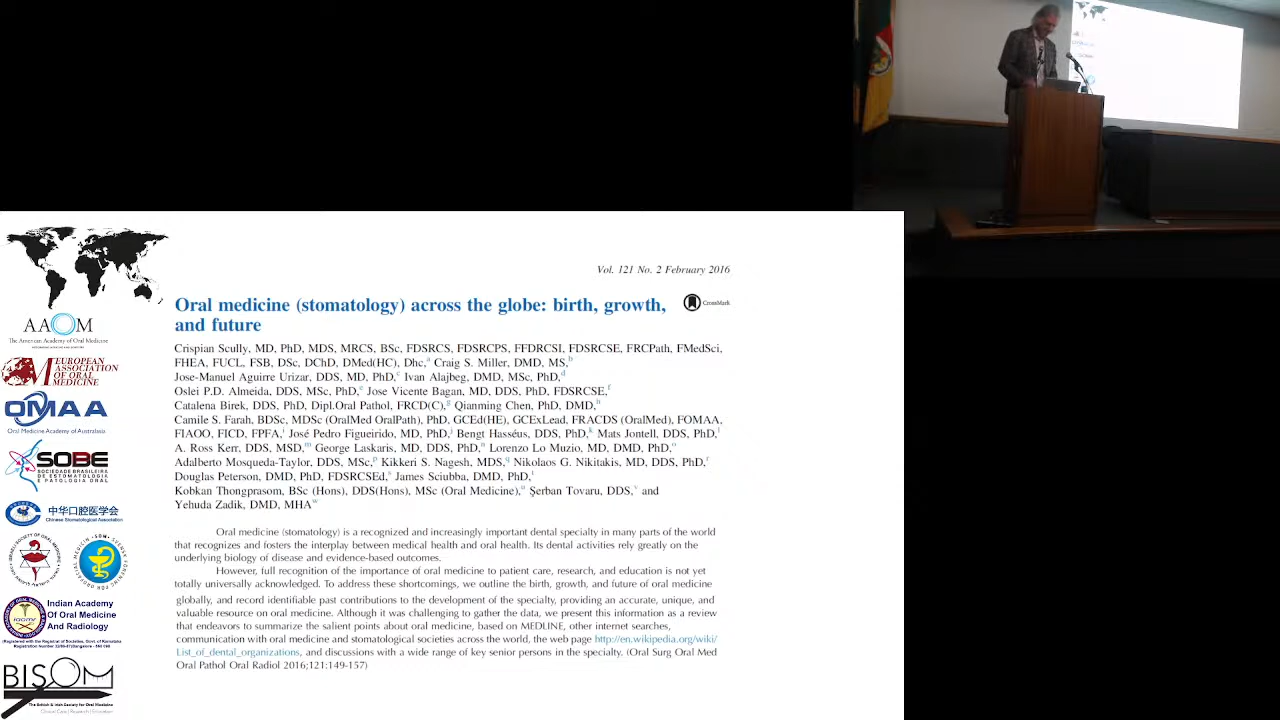 Vol. 121 No. 2 February 2016
Oral medicine (stomatology) across the globe: birth, growth,
and future
CrossMark
Crispian Scully, MD, PhD, MDS, MRCS, BSc, FDSRCS, FDSRCPS, FFDRCSI, FDSRCSE, FRCPath, FMedSci,
FHEA, FUCL, FSB, DSc, DChD, DMed(HC), Dhc,a Craig S. Miller, DMD, MS,b
Jose-Manuel Aguirre Urizar, DDS, MD, PhD,c Ivan Alajbeg, DMD, MSc, PhD,d
Oslei P.D. Almeida, DDS, MSc, PhD,e Jose Vicente Bagan, MD, DDS, PhD, FDSRCSE,f
Catalena Birek, DDS, PhD, Dipl.Oral Pathol, FRCD(C),g Qianming Chen, PhD, DMD,h
Camile S. Farah, BDSc, MDSc (OralMed OralPath), PhD, GCEd(HE), GCExLead, FRACDS (OralMed), FOMAA,
FIAOO, FICD, FPFA,i José Pedro Figueirido, MD, PhD,j Bengt Hasséus, DDS, PhD,k Mats Jontell, DDS, PhD,l
A. Ross Kerr, DDS, MSD,m George Laskaris, MD, DDS, PhD,n Lorenzo Lo Muzio, MD, DMD, PhD,o
Adalberto Mosqueda-Taylor, DDS, MSc,p Kikkeri S. Nagesh, MDS,q Nikolaos G. Nikitakis, MD, DDS, PhD,r
Douglas Peterson, DMD, PhD, FDSRCSEd,s James Sciubba, DMD, PhD,t
Kobkan Thongprasom, BSc (Hons), DDS(Hons), MSc (Oral Medicine),u Şerban Tovaru, DDS,v and
Yehuda Zadik, DMD, MHAw
Oral medicine (stomatology) is a recognized and increasingly important dental specialty in many parts of the world
that recognizes and fosters the interplay between medical health and oral health. Its dental activities rely greatly on the
underlying biology of disease and evidence-based outcomes.
However, full recognition of the importance of oral medicine to patient care, research, and education is not yet
totally universally acknowledged. To address these shortcomings, we outline the birth, growth, and future of oral medicine
globally, and record identifiable past contributions to the development of the specialty, providing an accurate, unique, and
valuable resource on oral medicine. Although it was challenging to gather the data, we present this information as a review
that endeavors to summarize the salient points about oral medicine, based on MEDLINE, other internet searches,
communication with oral medicine and stomatological societies across the world, the web page http://en.wikipedia.org/wiki/
List_of_dental_organizations, and discussions with a wide range of key senior persons in the specialty. (Oral Surg Oral Med
Oral Pathol Oral Radiol 2016;121:149-157)
AAOM
The American Academy of Oral Medicine
EUROPEAN
ASSOCIATION
OF ORAL
MEDICINE
OMAA
Oral Medicine Academy of Australasia
SOBE
SOCIEDADE BRASILEIRA
DE ESTOMATOLOGIA
E PATOLOGIA ORAL
中华口腔医学会
Chinese Stomatological Association
Indian Academy
Of Oral Medicine
And Radiology
BISOM
The British & Irish Society for Oral Medicine